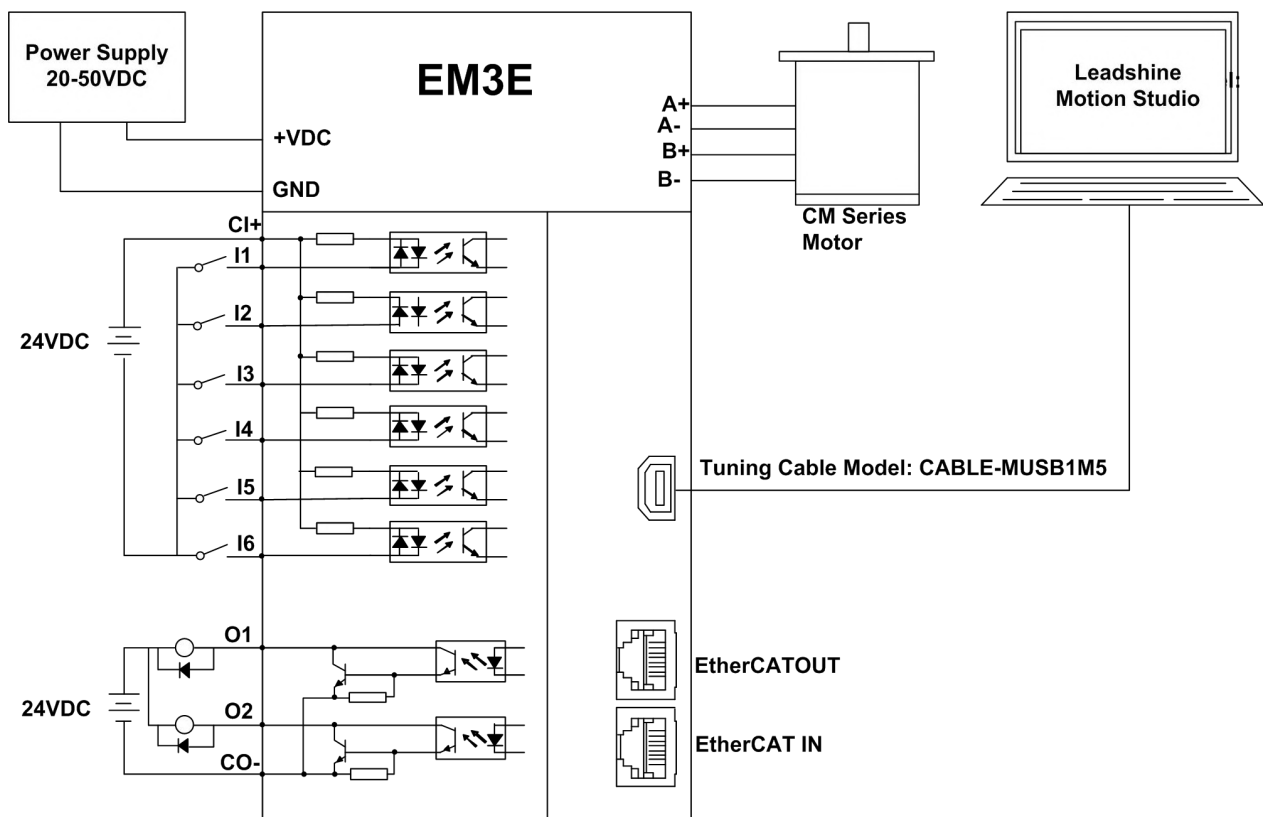 Power Supply
20-50VDC
EM3E
+VDC
GND
A+
A-
B+
B-
CM Series
Motor
Leadshine
Motion Studio
CI+
I1
I2
24VDC
I3
I4
I5
I6
Tuning Cable Model: CABLE-MUSB1M5
O1
24VDC
O2
CO-
EtherCATOUT
EtherCAT IN